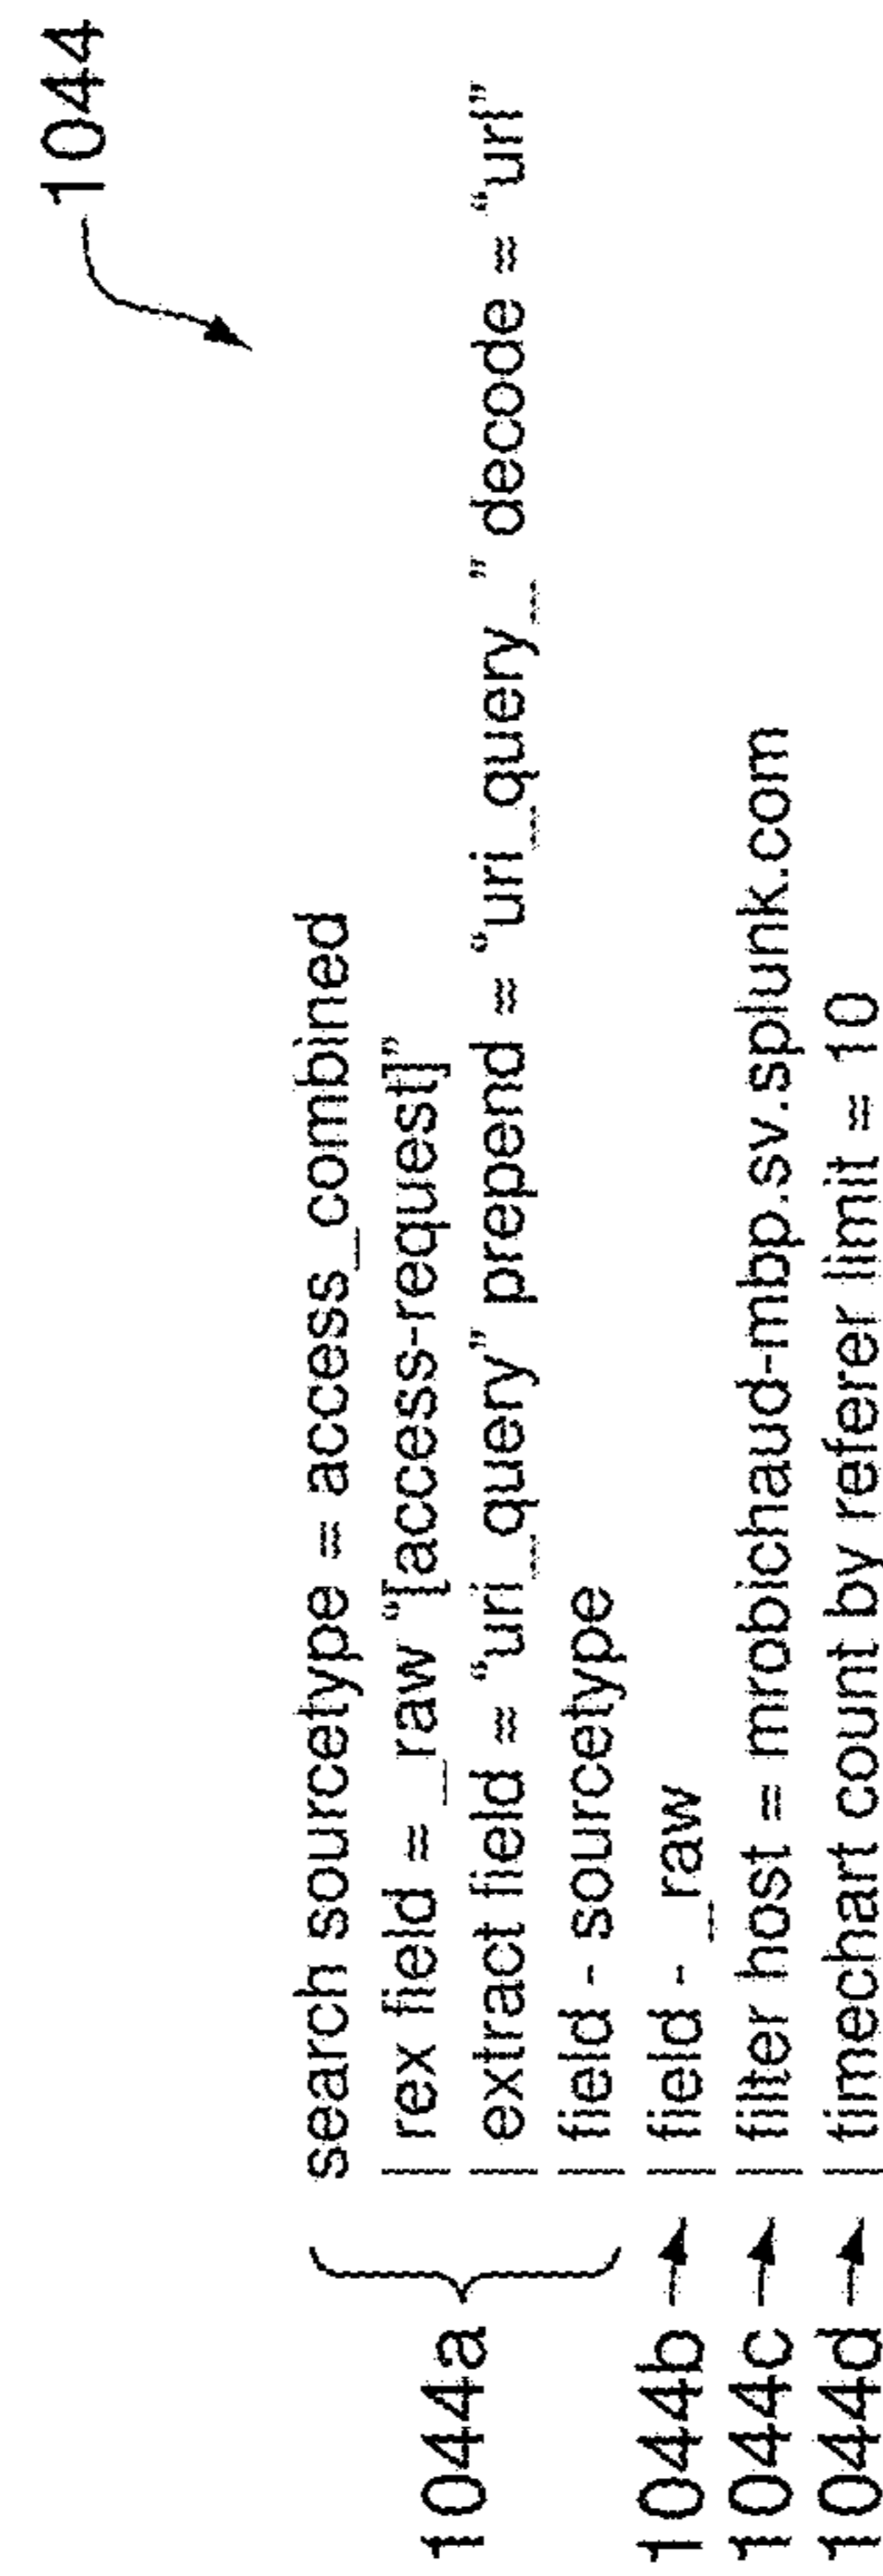 1044
search sourcetype = access_combined
| rex field = _raw “[access-request]”
| extract field = “uri_query” prepend = “uri_query_” decode = “url”
| field - sourcetype
1044a
1044b | field - _raw
1044c | filter host = mrobichaud-mbp.sv.splunk.com
1044d | timechart count by referer limit = 10